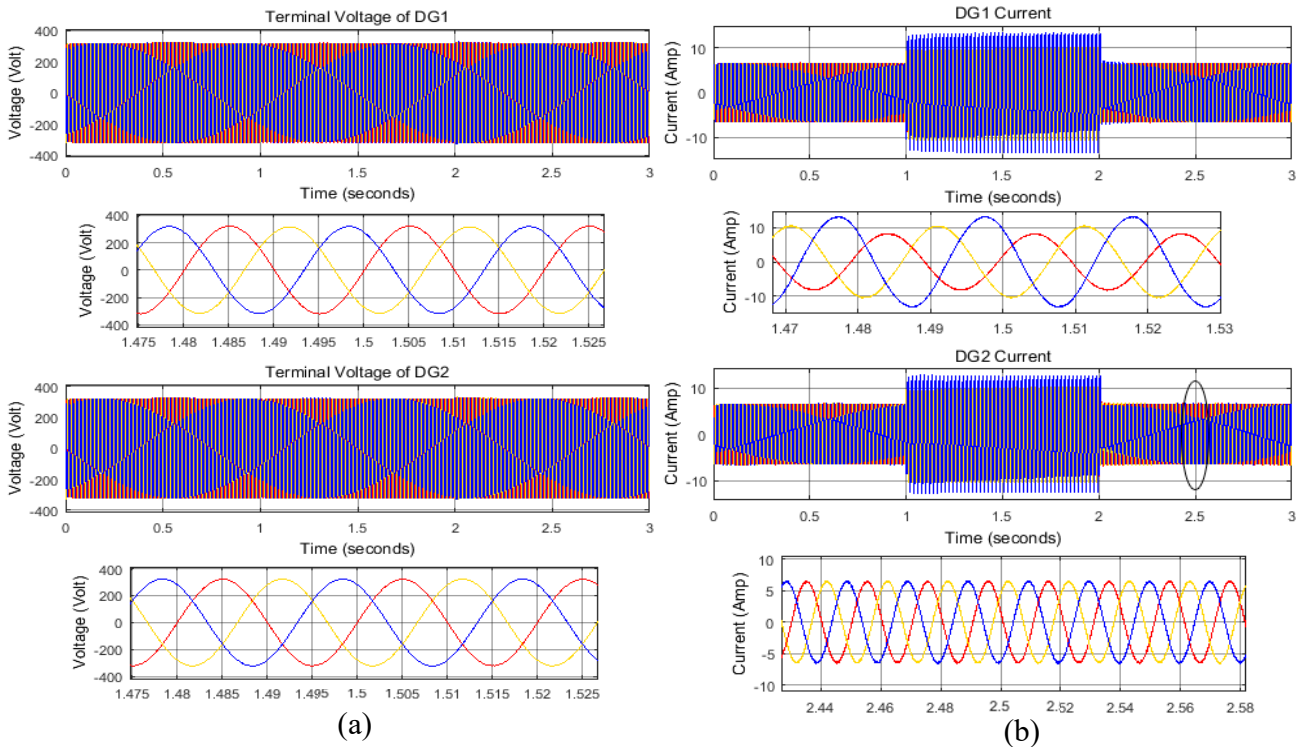 Terminal Voltage of DG1
Voltage (Volt)
400
200
0
-200
-400
0 0.5 1 1.5 2 2.5 3
Time (seconds)
Voltage (Volt)
400
200
0
-200
-400
1.475 1.48 1.485 1.49 1.495 1.5 1.505 1.51 1.515 1.52 1.525
Terminal Voltage of DG2
Voltage (Volt)
400
200
0
-200
-400
0 0.5 1 1.5 2 2.5 3
Time (seconds)
Voltage (Volt)
400
200
0
-200
-400
1.475 1.48 1.485 1.49 1.495 1.5 1.505 1.51 1.515 1.52 1.525
(a)
DG1 Current
Current (Amp)
10
0
-10
0 0.5 1 1.5 2 2.5 3
Time (seconds)
Current (Amp)
10
0
-10
1.47 1.48 1.49 1.5 1.51 1.52 1.53
DG2 Current
Current (Amp)
10
0
-10
0 0.5 1 1.5 2 2.5 3
Time (seconds)
Current (Amp)
10
5
0
-5
-10
2.44 2.46 2.48 2.5 2.52 2.54 2.56 2.58
(b)